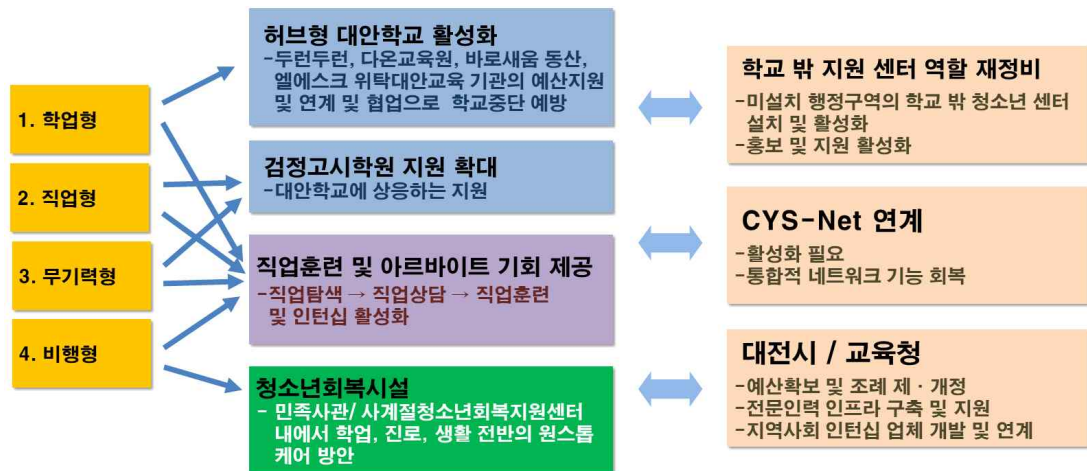 1. 학업형
2. 직업형
3. 무기력형
4. 비행형
허브형 대안학교 활성화
-두런두런, 다온교육원, 바로새움 동산,
엘에스크 위탁대안교육 기관의 예산지원
및 연계 및 협업으로 학교중단 예방
검정고시학원 지원 확대
-대안학교에 상응하는 지원
직업훈련 및 아르바이트 기회 제공
-직업탐색 → 직업상담 → 직업훈련
및 인턴십 활성화
청소년회복시설
- 민족사관/ 사계절청소년회복지원센터
내에서 학업, 진로, 생활 전반의 원스톱
케어 방안
학교 밖 지원 센터 역할 재정비
-미설치 행정구역의 학교 밖 청소년 센터
설치 및 활성화
-홍보 및 지원 활성화
CYS-Net 연계
-활성화 필요
-통합적 네트워크 기능 회복
대전시 / 교육청
-예산확보 및 조례 제·개정
-전문인력 인프라 구축 및 지원
-지역사회 인턴십 업체 개발 및 연계